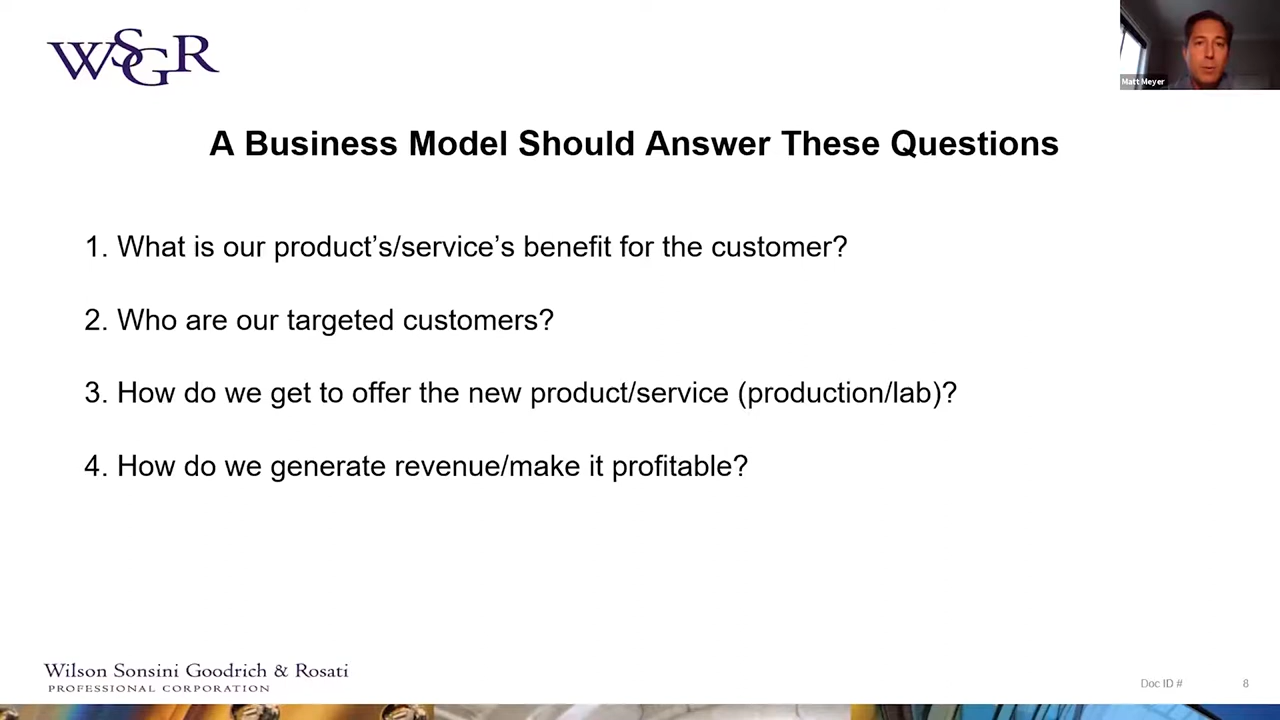 WSGR
Matt Meyer
A Business Model Should Answer These Questions
1. What is our product’s/service’s benefit for the customer?
2. Who are our targeted customers?
3. How do we get to offer the new product/service (production/lab)?
4. How do we generate revenue/make it profitable?
Wilson Sonsini Goodrich & Rosati
PROFESSIONAL CORPORATION
Doc ID #
8